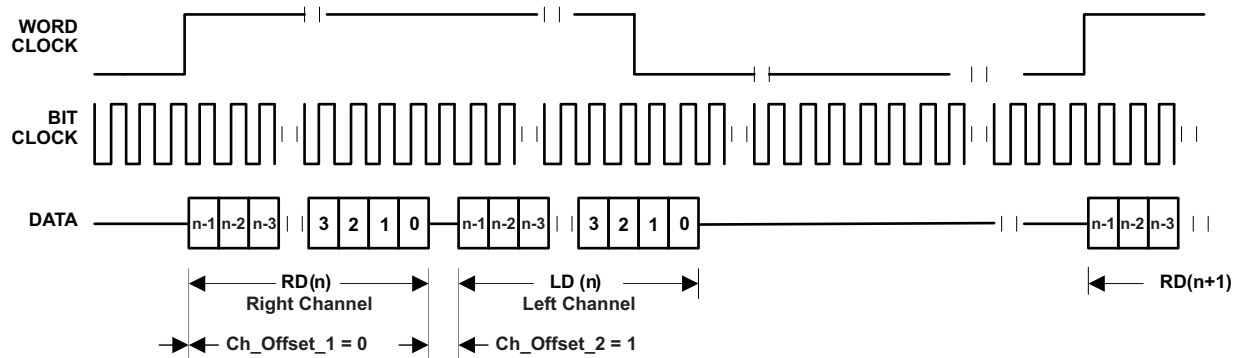 WORD
CLOCK
BIT
CLOCK
DATA
n-1 n-2 n-3 3 2 1 0 n-1 n-2 n-3 3 2 1 0 n-1 n-2 n-3
RD(n) LD (n) RD(n+1)
Right Channel Left Channel
Ch_Offset_1 = 0 Ch_Offset_2 = 1